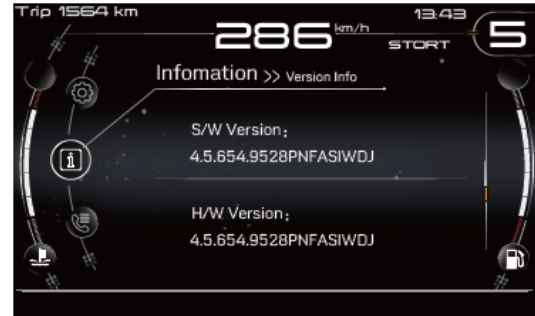 Trip 1564 km
286 km/h
13:43
STORT
5
Infomation >> Version Info
S/W Version;
4.5.654.9528PNFASIWDJ
H/W Version;
4.5.654.9528PNFASIWDJ